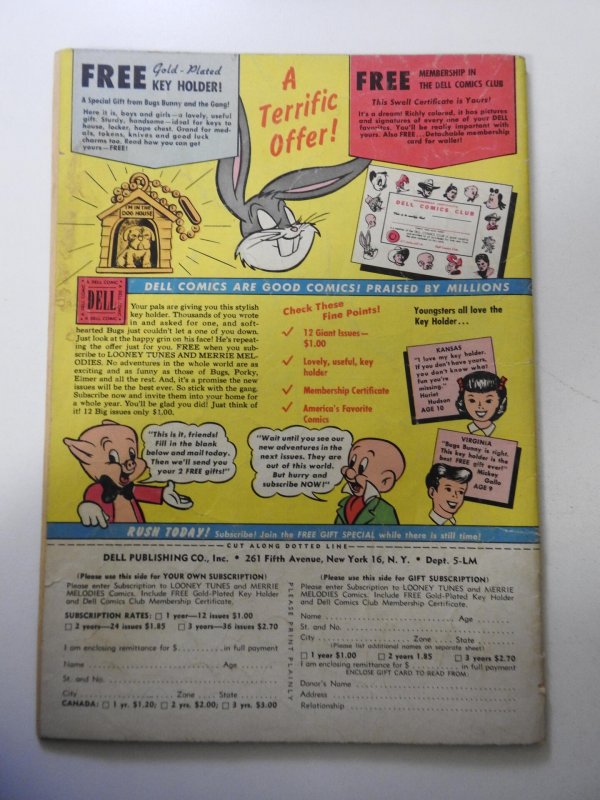 FREE Gold-Plated
KEY HOLDER!
A Special Gift from Bugs Bunny and the Gang!
Here it is, boys and girls—a lovely, useful
gift. Sturdy, handsome—ideal for keys to
house, locker, hope chest. Grand for med-
als, tokens, knives and good luck
charms too. Read how you can get
yours—FREE!
A
Terrific
Offer!
FREE MEMBERSHIP IN
THE DELL COMICS CLUB
This Swell Certificate is Yours!
It's a dream! Richly colored, it has pictures
and signatures of every one of your DELL
favorites. You'll be really important with
yours. Also FREE... Detachable membership
card for wallet!
I'M IN THE
DOG HOUSE
DELL COMICS CLUB
DELL COMICS ARE GOOD COMICS! PRAISED BY MILLIONS
A DELL COMIC
DELL
A DELL COMIC
Your pals are giving you this stylish
key holder. Thousands of you wrote
in and asked for one, and soft-
hearted Bugs just couldn't let a one of you down.
Just look at the happy grin on his face! He's repeat-
ing the offer just for you. FREE when you sub-
scribe to LOONEY TUNES AND MERRIE MEL-
ODIES. No adventures in the whole world are as
exciting and as funny as those of Bugs, Porky,
Elmer and all the rest. And, it's a promise the new
issues will be the best ever. So stick with the gang.
Subscribe now and invite them into your home for
a whole year. You'll be glad you did! Just think of
it! 12 Big issues only $1.00.
Check These
Fine Points!
✓ 12 Giant Issues—
$1.00
✓ Lovely, useful, key
holder
✓ Membership Certificate
✓ America's Favorite
Comics
Youngsters all love the
Key Holder...
KANSAS
"I love my key holder.
If you don't have yours,
you don't know what
fun you're
missing."
Harlet
Hudson
AGE 10
VIRGINIA
"Bugs Bunny is right.
This key holder is the
best FREE gift ever!"
Mickey
Gallo
AGE 9
"This is it, friends!
Fill in the blank
below and mail today.
Then we'll send you
your 2 FREE gifts!"
"Wait until you see our
new adventures in the
next issues. They are
out of this world.
But hurry and
subscribe NOW!"
RUSH TODAY! Subscribe! Join the FREE GIFT SPECIAL while there is still time!
CUT ALONG DOTTED LINE
DELL PUBLISHING CO., Inc. • 261 Fifth Avenue, New York 16, N. Y. • Dept. 5-LM
(Please use this side for YOUR OWN SUBSCRIPTION!)
Please enter Subscription to LOONEY TUNES and MERRIE
MELODIES Comics. Include FREE Gold-Plated Key Holder
and Dell Comics Club Membership Certificate.
SUBSCRIPTION RATES: □ 1 year—12 issues $1.00
□ 2 years—24 issues $1.85 □ 3 years—36 issues $2.70
I am enclosing remittance for $ in full payment
Name Age
St. and No.
City Zone State
CANADA: □ 1 yr. $1.20; □ 2 yrs. $2.00; □ 3 yrs. $3.00
PLEASE PRINT PLAINLY
(Please use this side for GIFT SUBSCRIPTION!)
Please enter Subscription to LOONEY TUNES and MERRIE
MELODIES Comics. Include FREE Gold-Plated Key Holder
and Dell Comics Club Membership Certificate.
Name Age
St. and No.
City Zone State
(Please list additional names on separate sheet)
□ 1 year $1.00 □ 2 years 1.85 □ 3 years $2.70
I am enclosing remittance for $ in full payment
ENCLOSE GIFT CARD TO READ FROM:
Donor's Name
Address
Relationship